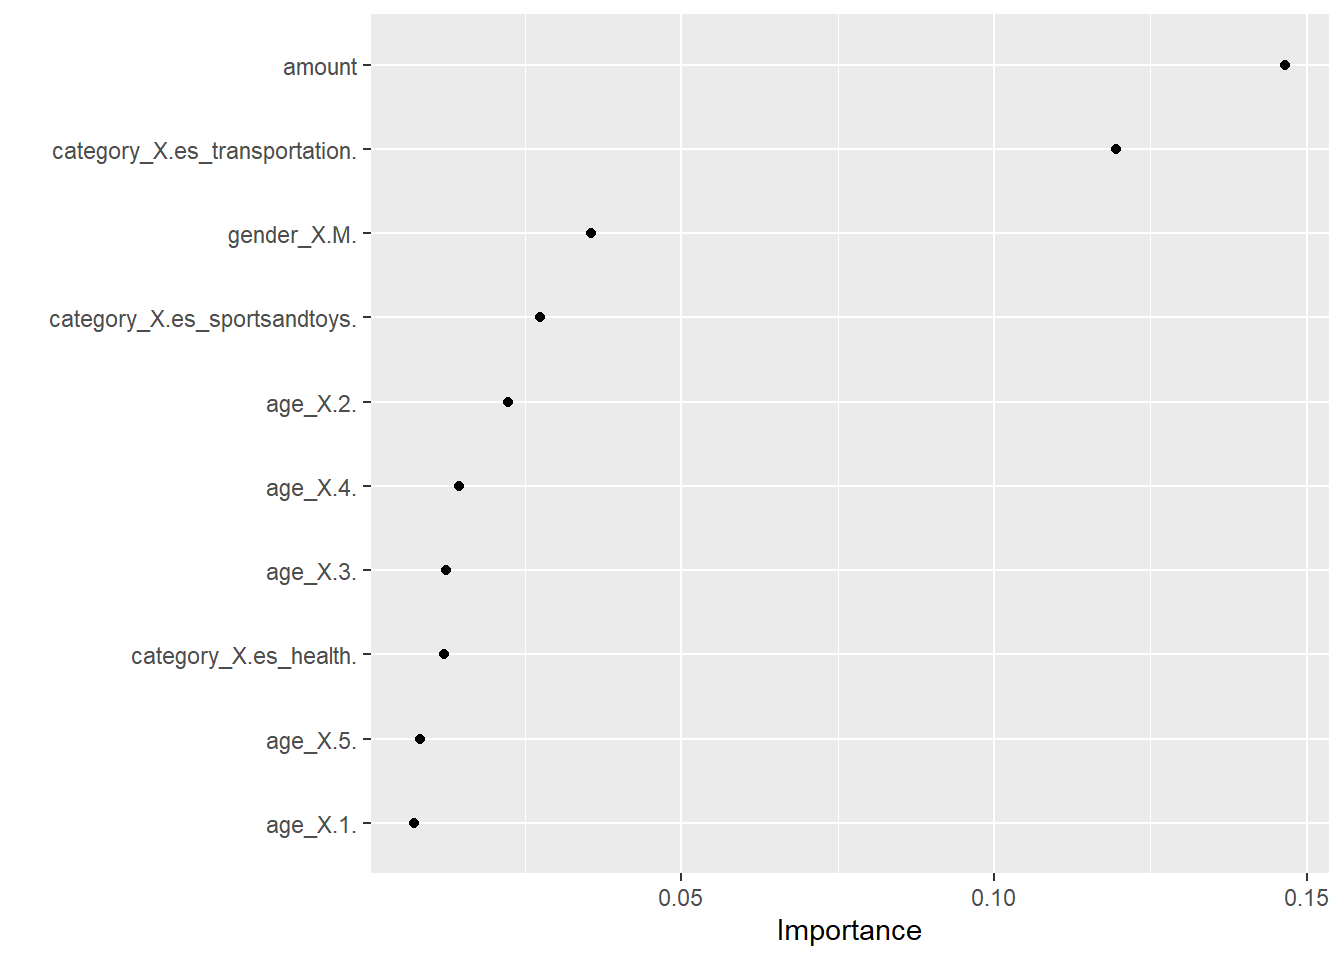 amount
category_X.es_transportation.
gender_X.M.
category_X.es_sportsandtoys.
age_X.2.
age_X.4.
age_X.3.
category_X.es_health.
age_X.5.
age_X.1.
0.05 0.10 0.15
Importance